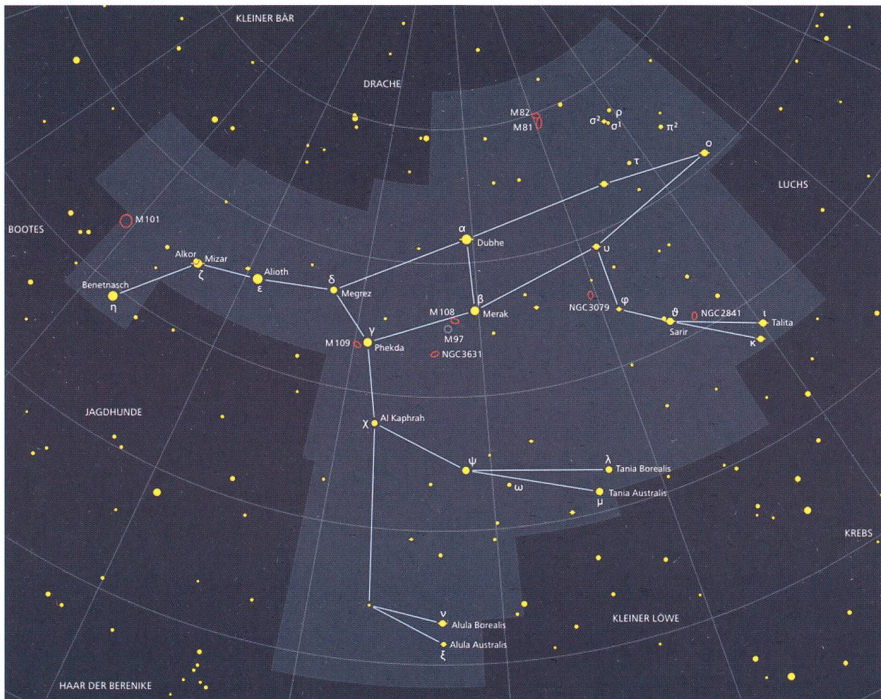 KLEINER BÄR
DRACHE
M82
M81
ρ
σ²
σ¹
π²
τ
ο
LUCHS
M101
BOOTES
α
Dubhe
υ
Alkor
Mizar
ζ
Alioth
ε
δ
Megrez
Benetnasch
η
β
Merak
M108
M97
γ
Phekda
M109
NGC3631
NGC3079
φ
ϑ
Sarir
NGC2841
ι
Talita
κ
JAGDHUNDE
χ
Al Kaphrah
ψ
ω
λ
Tania Borealis
Tania Australis
μ
KREBS
ν
Alula Borealis
Alula Australis
ξ
KLEINER LÖWE
HAAR DER BERENIKE